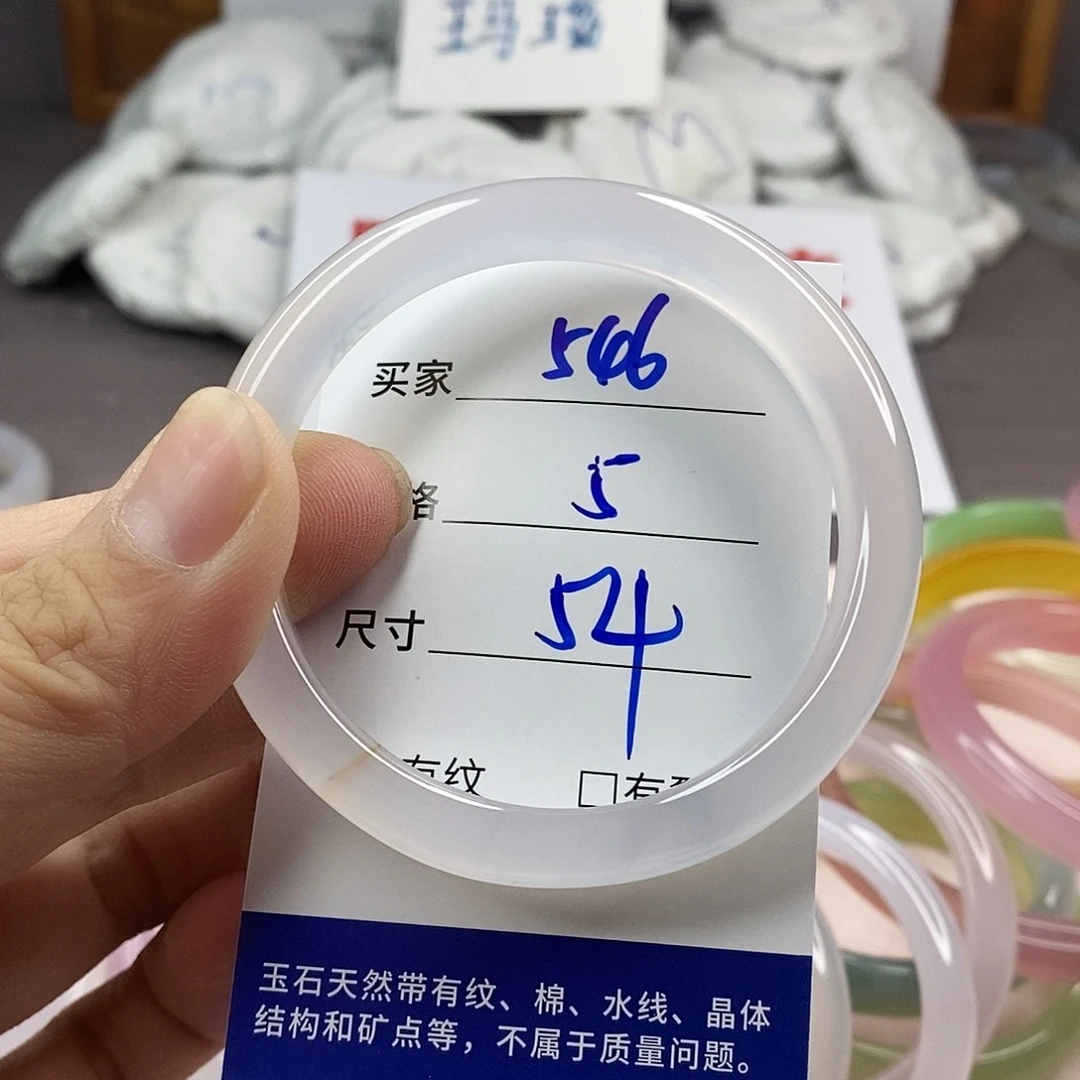 玛瑙
买家 546
格 5
尺寸 54
有纹 □有
玉石天然带有纹、棉、水线、晶体
结构和矿点等，不属于质量问题。